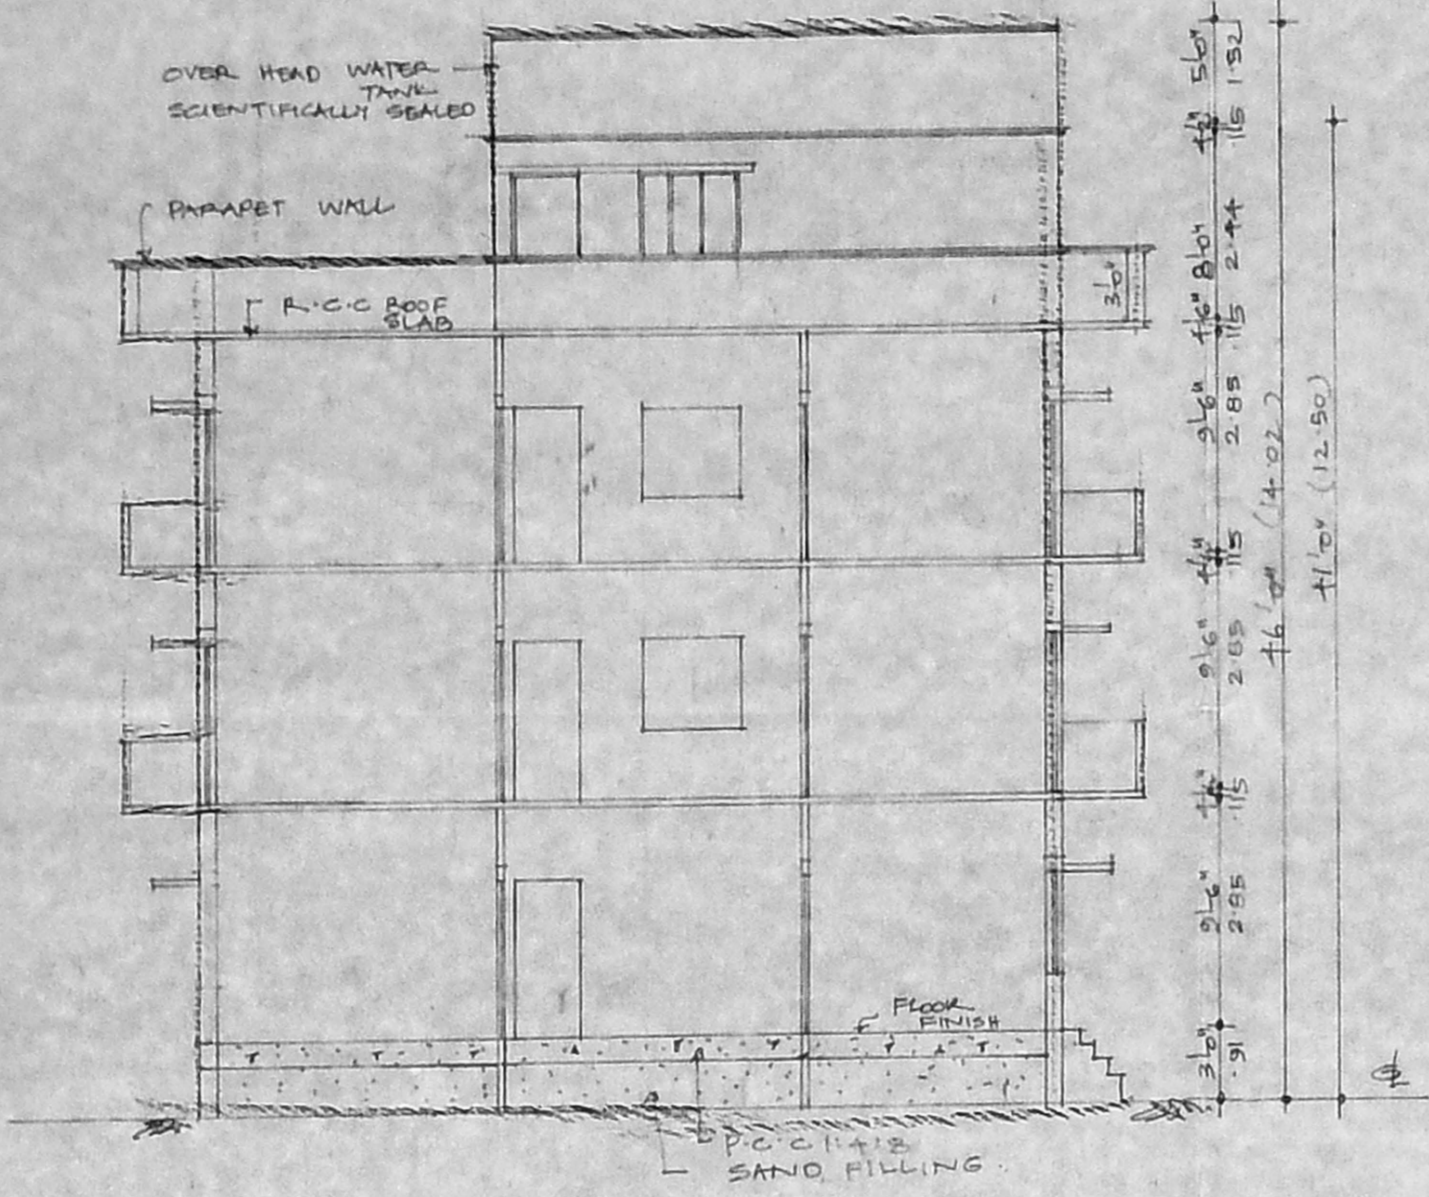 OVER HEAD WATER
TANK
SCIENTIFICALLY SEALED
PARAPET WALL
R.C.C ROOF
SLAB
3'0"
FLOOR
FINISH
P.C.C 1:4:8
SAND FILLING
5'0"
1.52
4½"
.115
8'0"
2.44
4½"
.115
9'6"
2.85
4½"
.115
9'6"
2.85
4½"
.115
9'6"
2.85
3'0"
.91
46'0" (14.02)
41'0" (12.50)
GL